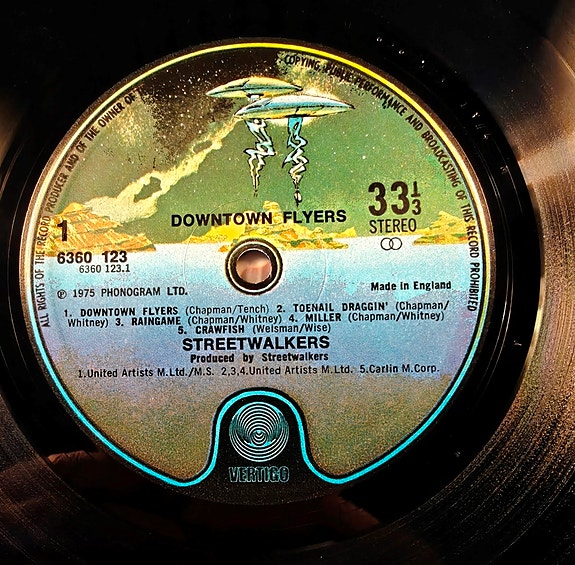 ALL RIGHTS OF THE RECORD PRODUCER AND OF THE OWNER OF
COPYING PUBLIC PERFORMANCE AND BROADCASTING OF THIS RECORD PROHIBITED
DOWNTOWN FLYERS
33⅓
STEREO
1
6360 123
6360 123.1
℗ 1975 PHONOGRAM LTD.
Made in England
1. DOWNTOWN FLYERS (Chapman/Tench) 2. TOENAIL DRAGGIN' (Chapman/
Whitney) 3. RAINGAME (Chapman/Whitney) 4. MILLER (Chapman/Whitney)
5. CRAWFISH (Weisman/Wise)
STREETWALKERS
Produced by Streetwalkers
1.United Artists M.Ltd./M.S. 2,3,4.United Artists M.Ltd. 5.Carlin M.Corp.
VERTIGO